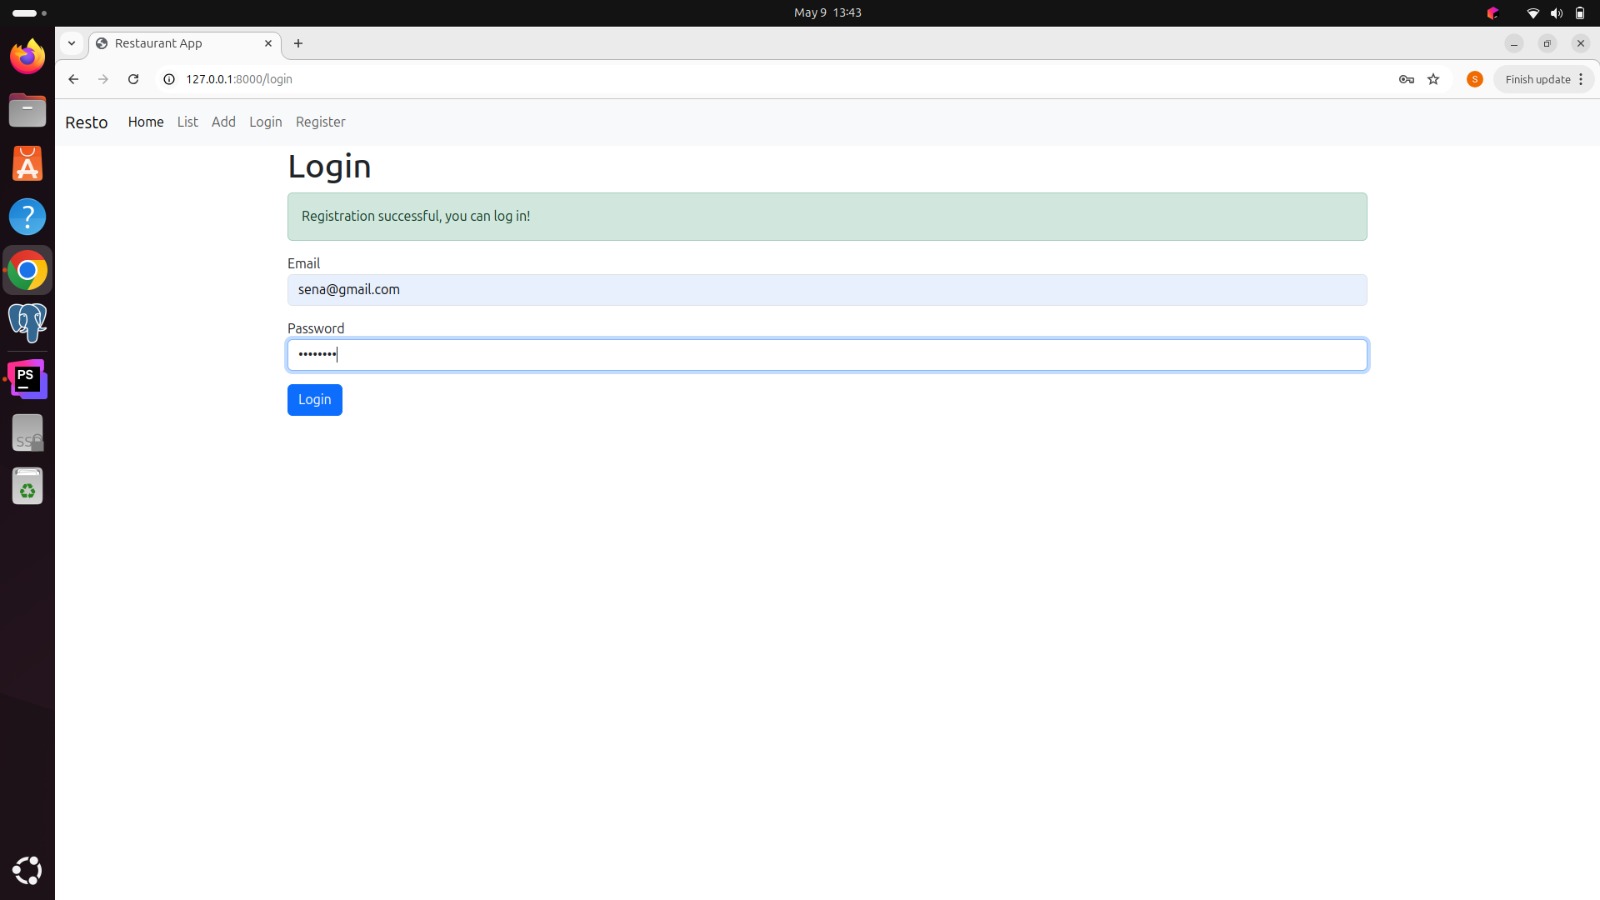 May 9 13:43
Restaurant App
127.0.0.1:8000/login
S
Finish update
Resto Home List Add Login Register
Login
Registration successful, you can log in!
Email
sena@gmail.com
Password
••••••••
Login
A
?
PS
SSD